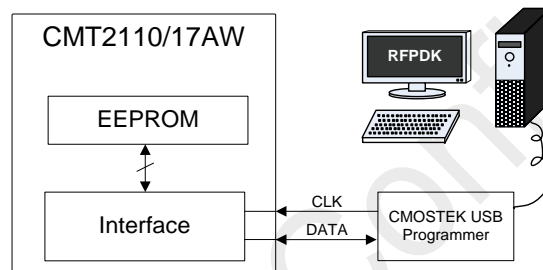 CMT2110/17AW
RFPDK
EEPROM
Interface
CLK
DATA
CMOSTEK USB
Programmer